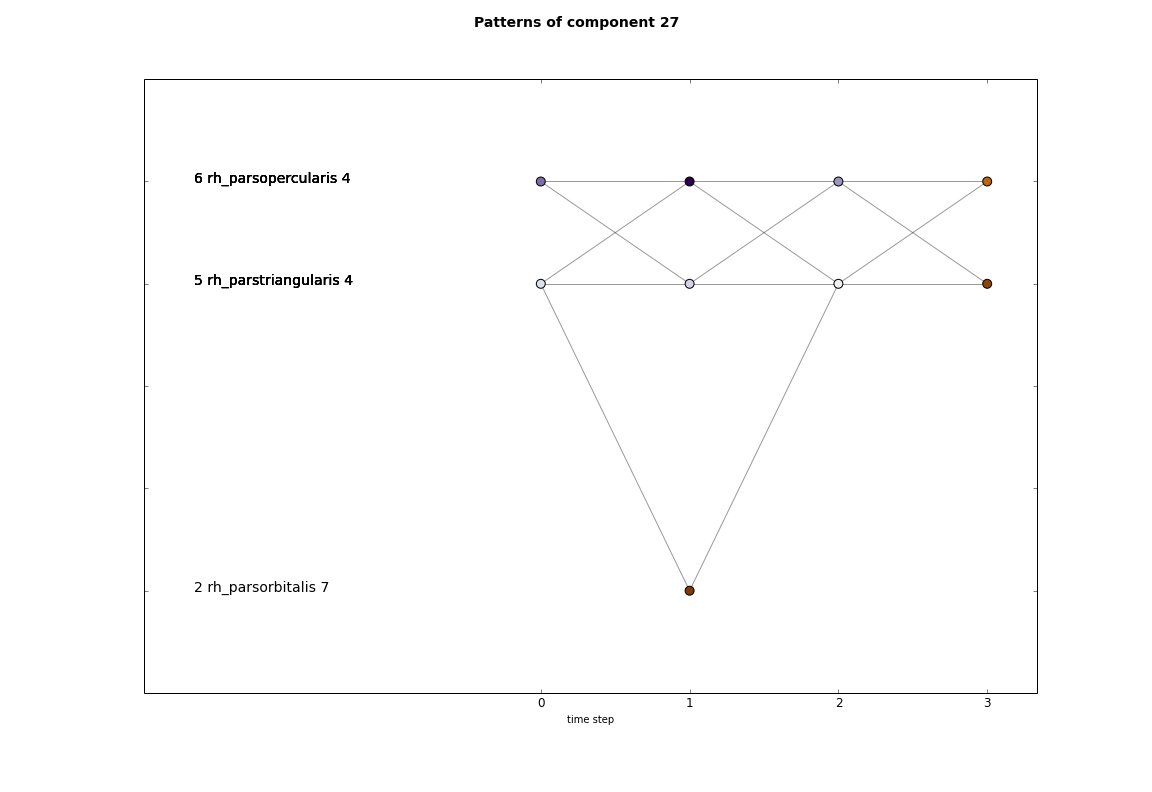 Patterns of component 27
6 rh_parsopercularis 4
5 rh_parstriangularis 4
2 rh_parsorbitalis 7
0 1 2 3
time step